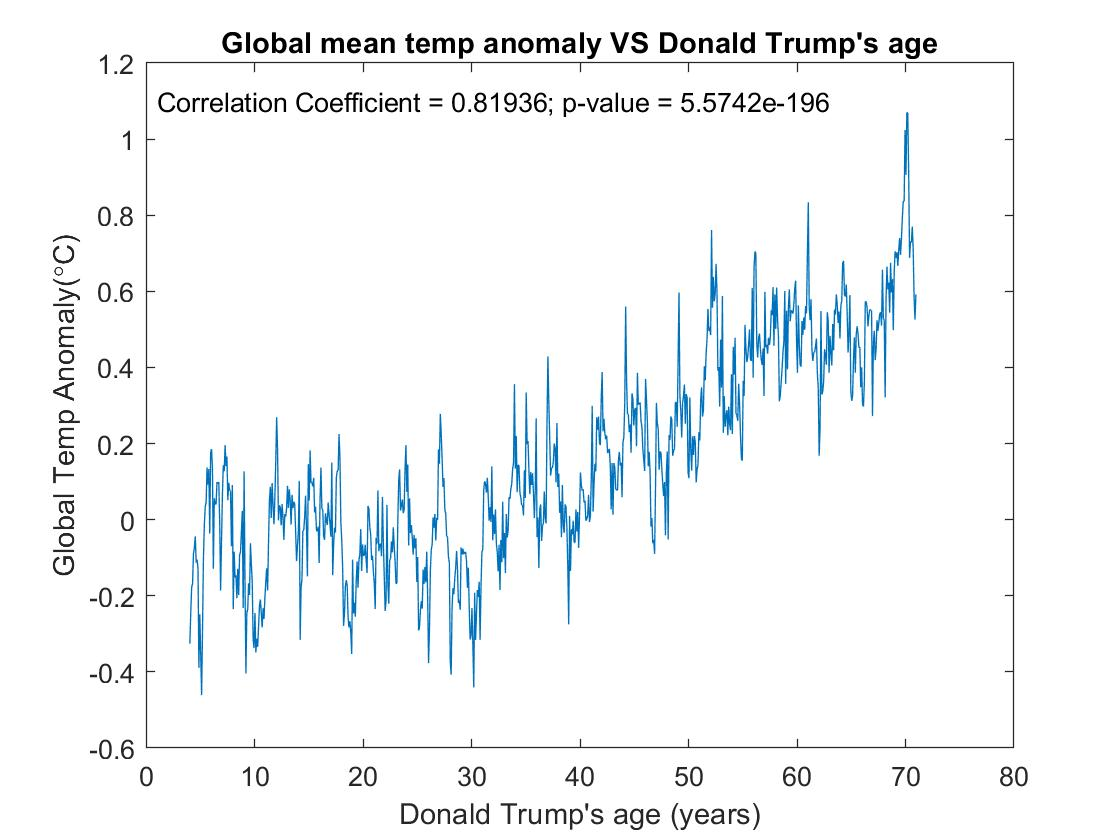 Global mean temp anomaly VS Donald Trump's age
Correlation Coefficient = 0.81936; p-value = 5.5742e-196
Global Temp Anomaly(°C)
1.2
1
0.8
0.6
0.4
0.2
0
-0.2
-0.4
-0.6
0 10 20 30 40 50 60 70 80
Donald Trump's age (years)